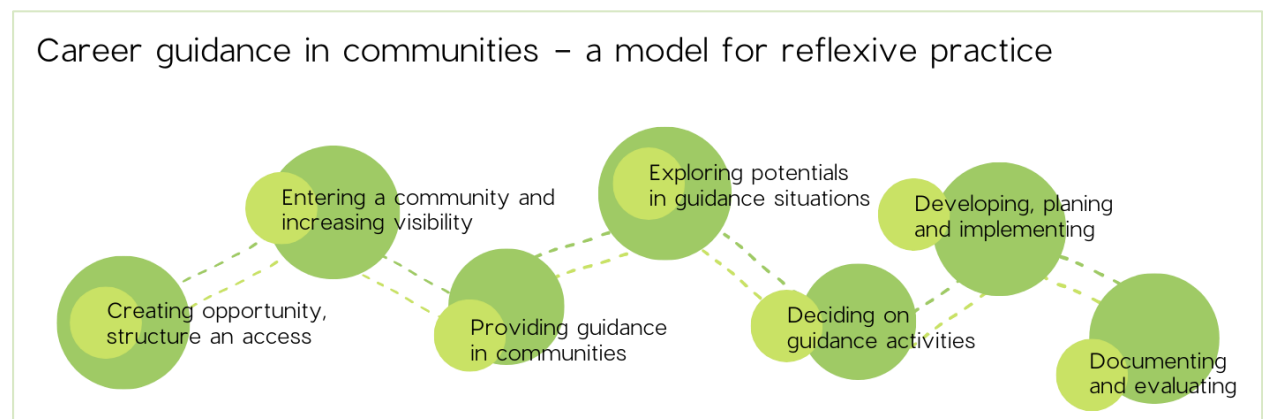 Career guidance in communities – a model for reflexive practice
Creating opportunity,
structure an access
Entering a community and
increasing visibility
Providing guidance
in communities
Exploring potentials
in guidance situations
Deciding on
guidance activities
Developing, planing
and implementing
Documenting
and evaluating